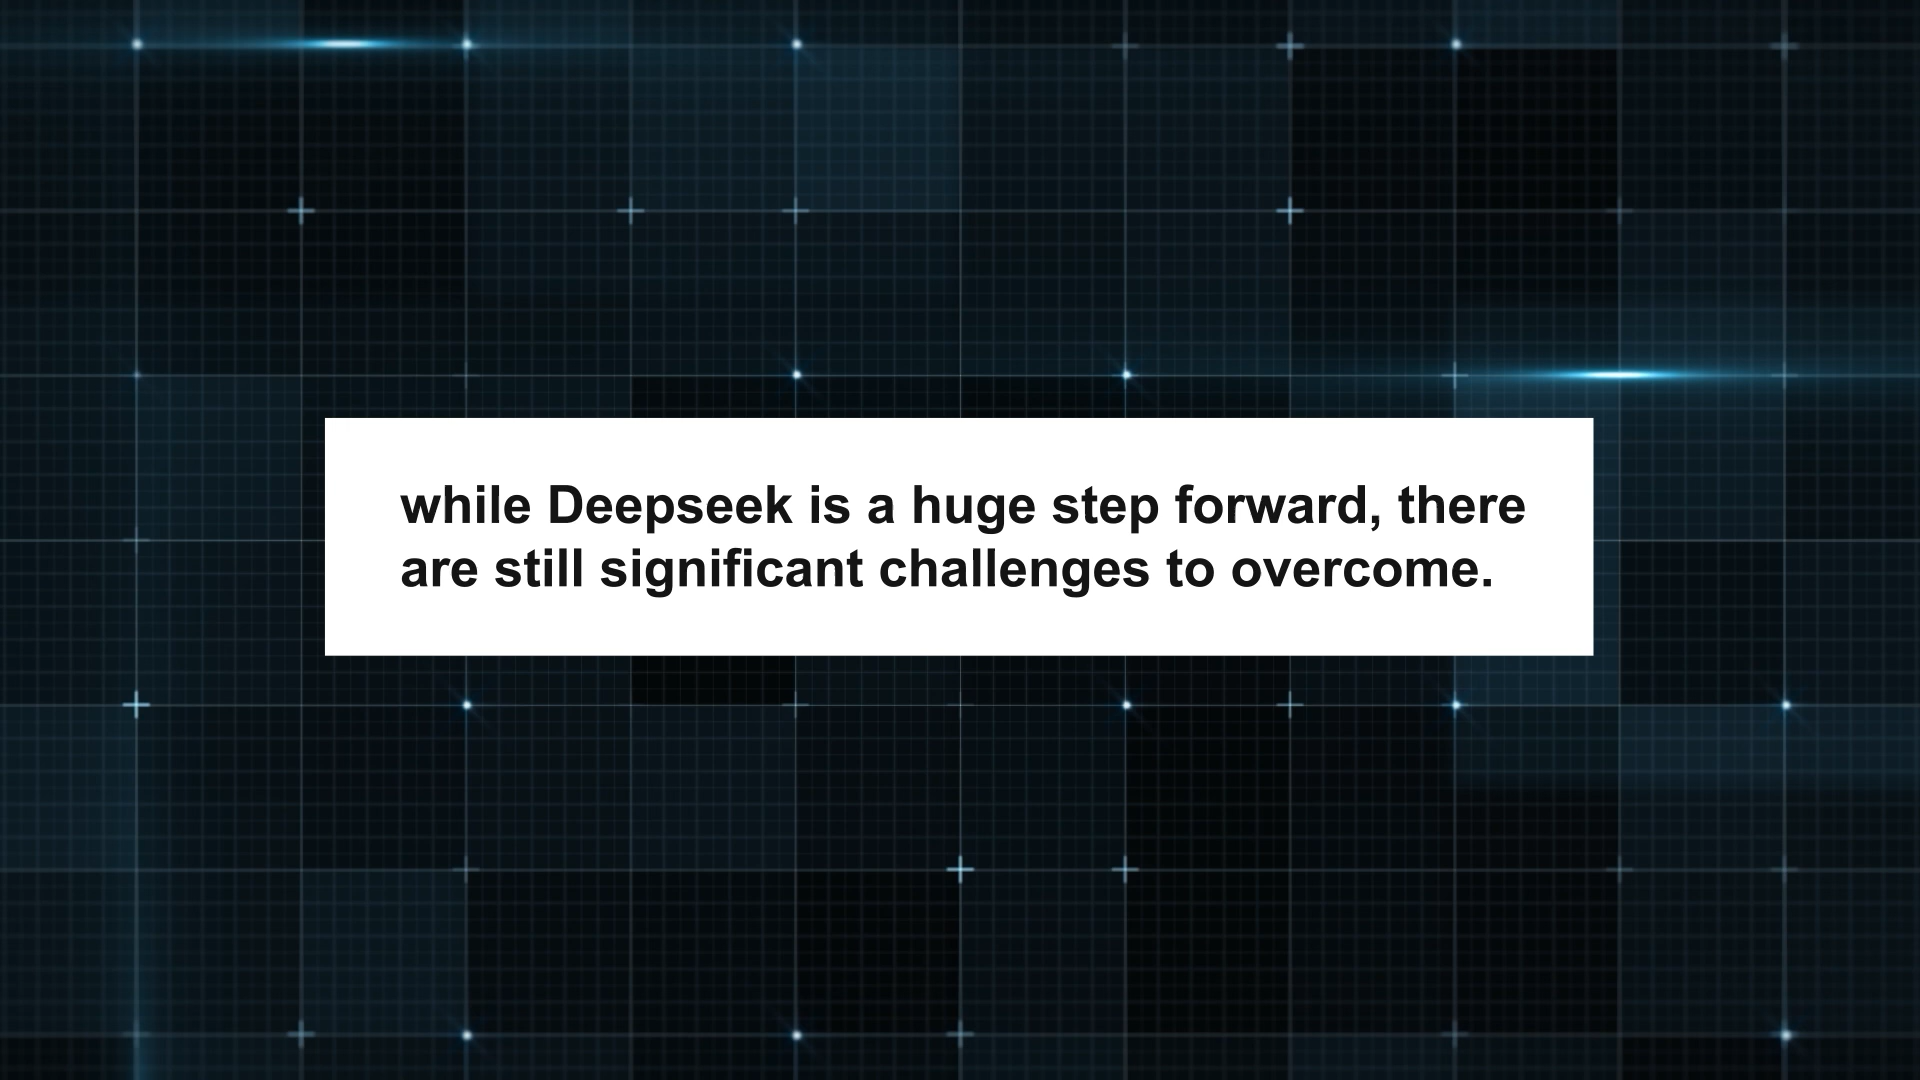 while Deepseek is a huge step forward, there
are still significant challenges to overcome.